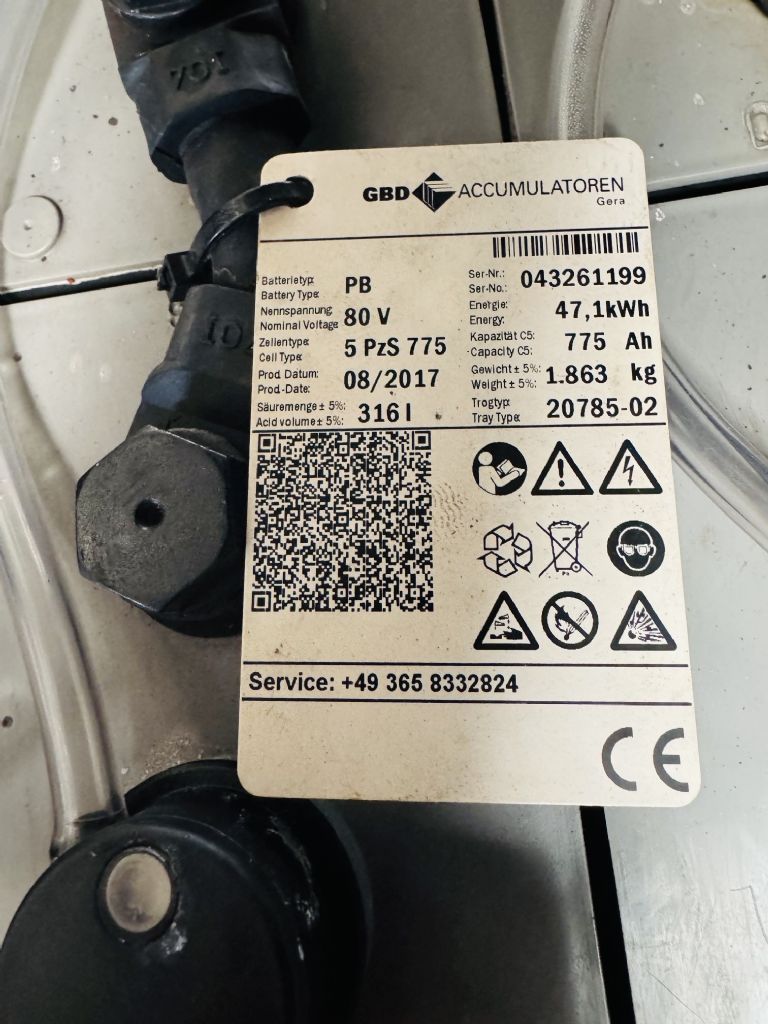 GBD ACCUMULATOREN
Gera
Batterietyp:
Battery Type:
PB
Nennspannung
Nominal Voltage
80 V
Zellentype:
Cell Type:
5 PzS 775
Prod. Datum:
Prod.-Date:
08/2017
Säuremenge ± 5%:
Acid volume ± 5%:
316 l
Ser-Nr.:
Ser-No.:
043261199
Energie:
Energy:
47,1kWh
Kapazität C5:
Capacity C5:
775 Ah
Gewicht ± 5%:
Weight ± 5%:
1.863 kg
Trogtyp:
Tray Type:
20785-02
Service: +49 365 8332824
CE